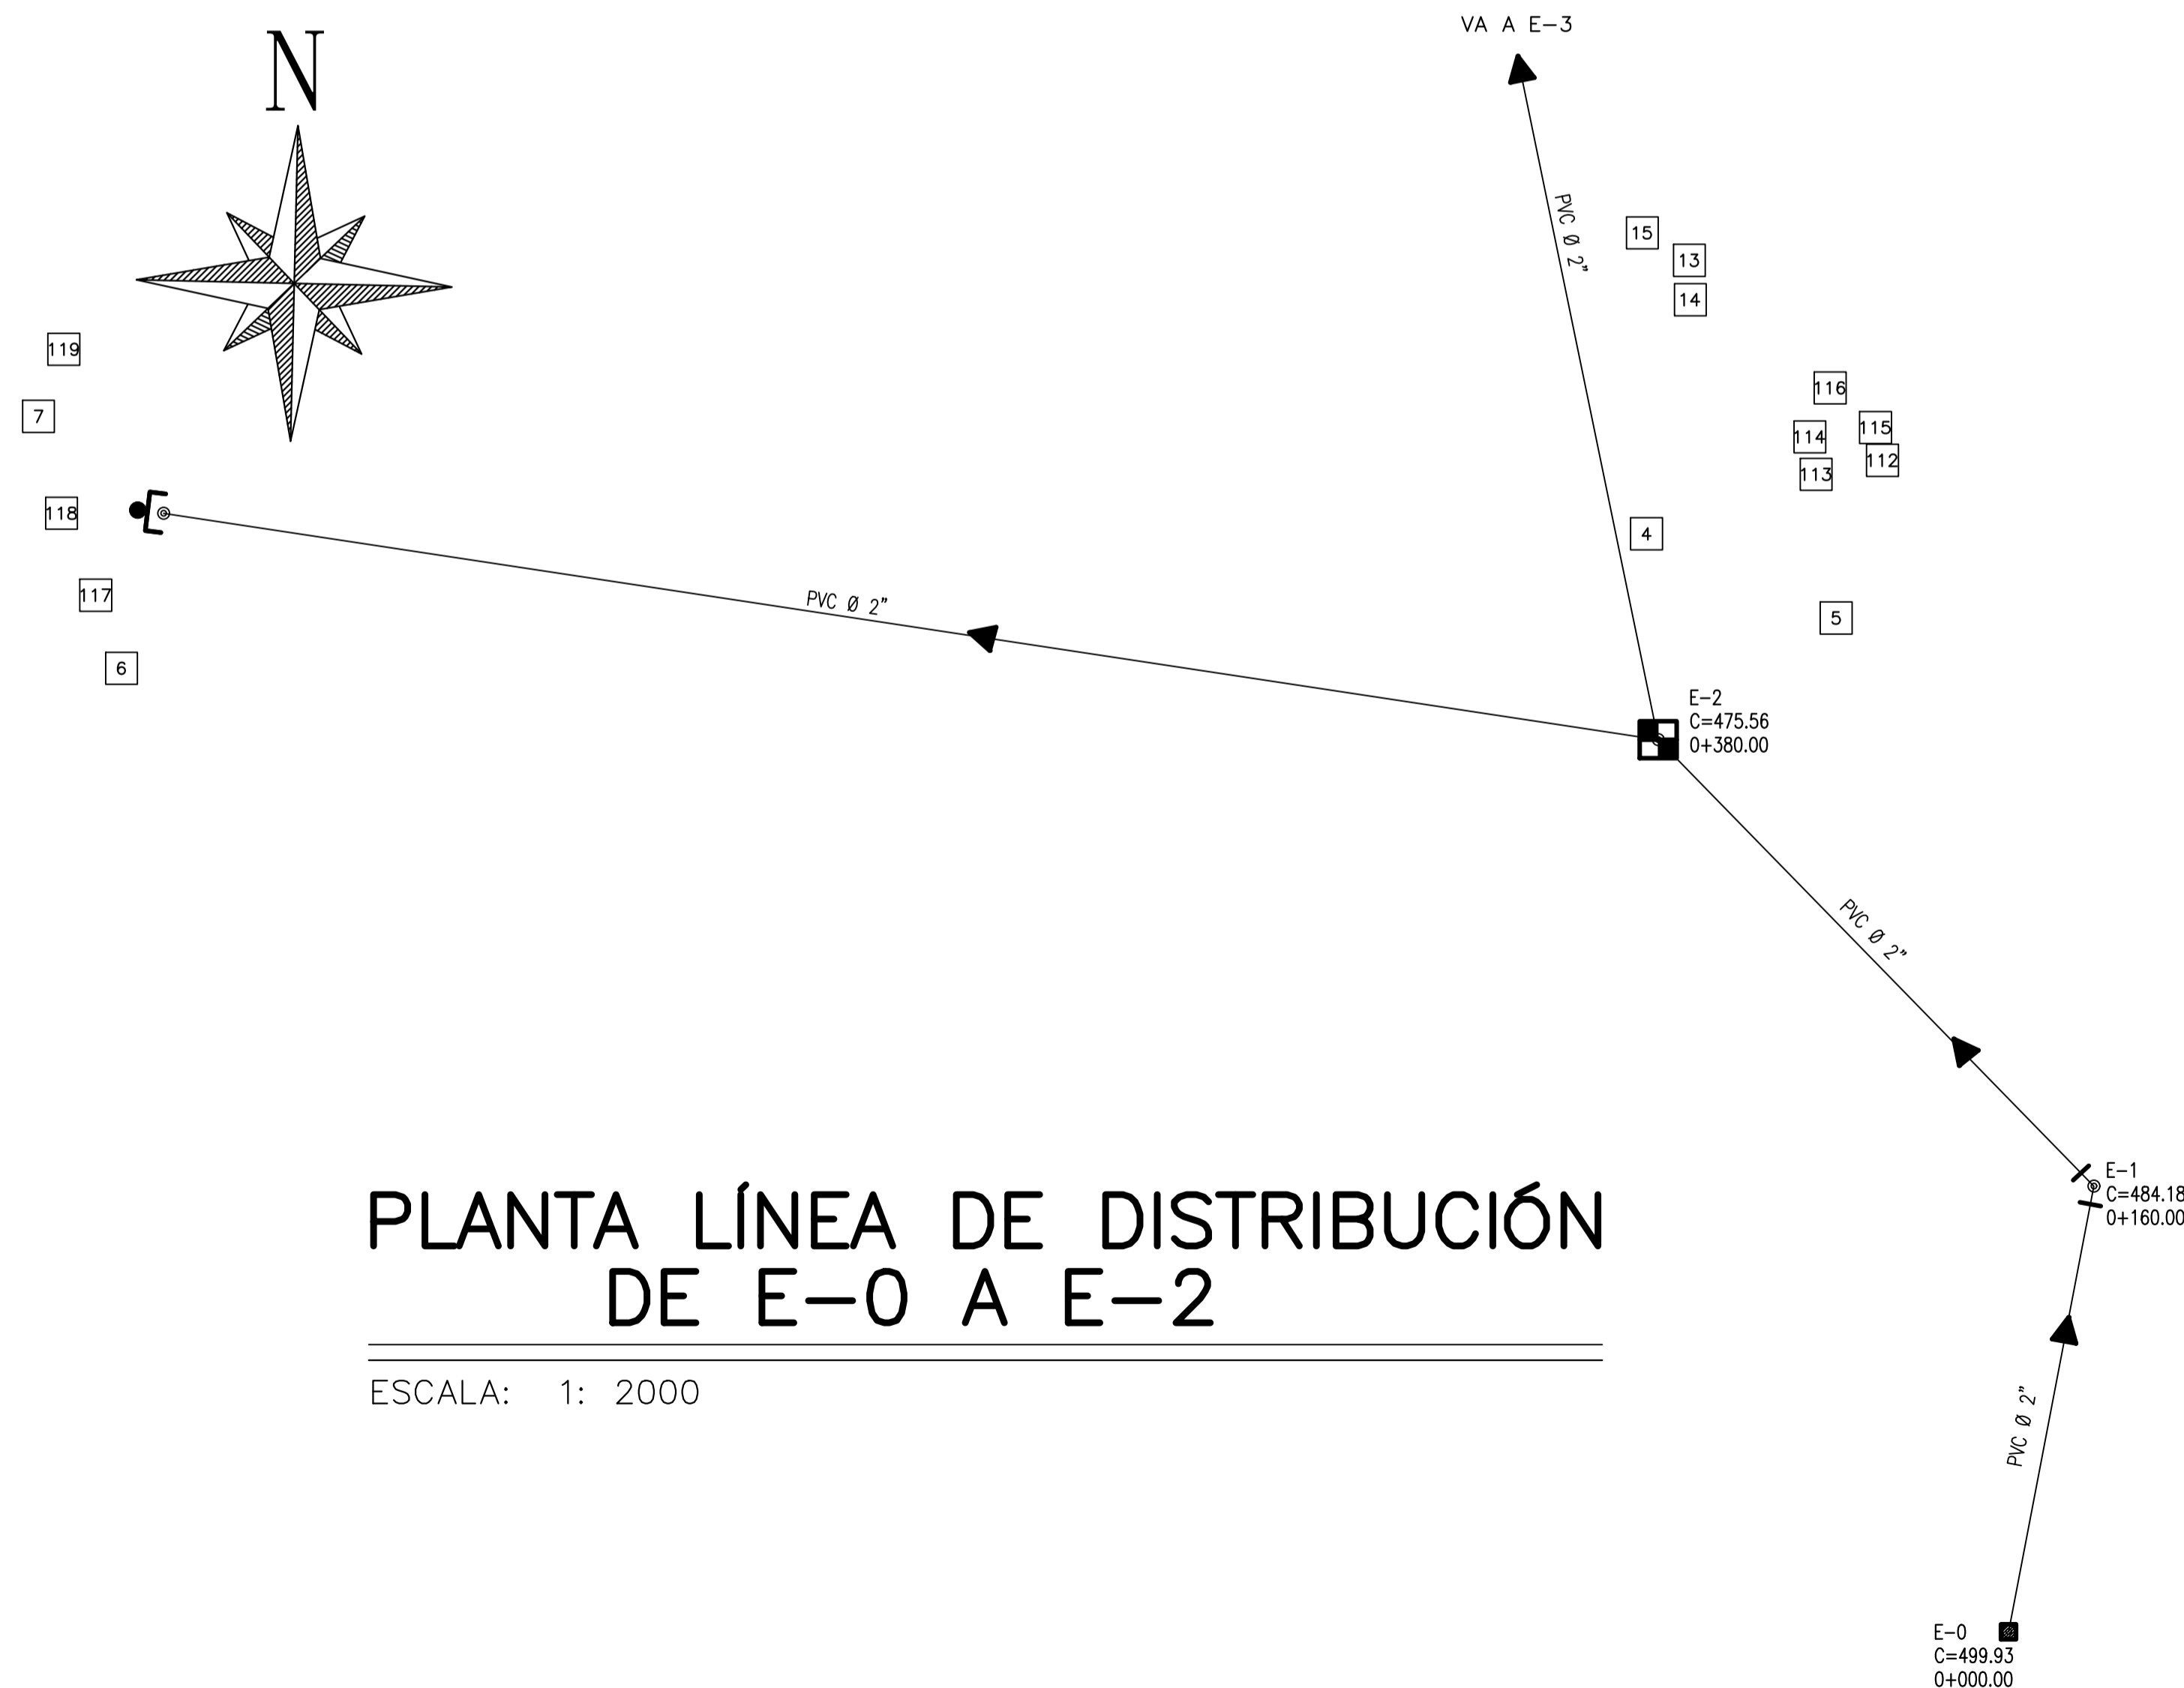 VA A E-3
N
PVC Ø 2"
15
13
14
119
116
7
115
114
112
113
118
4
117
PVC Ø 2"
5
6
E-2
C=475.56
0+380.00
PVC Ø 2"
E-1
C=484.18
0+160.00
PLANTA LÍNEA DE DISTRIBUCIÓN
DE E-0 A E-2
ESCALA: 1: 2000
PVC Ø 2"
E-0
C=499.93
0+000.00